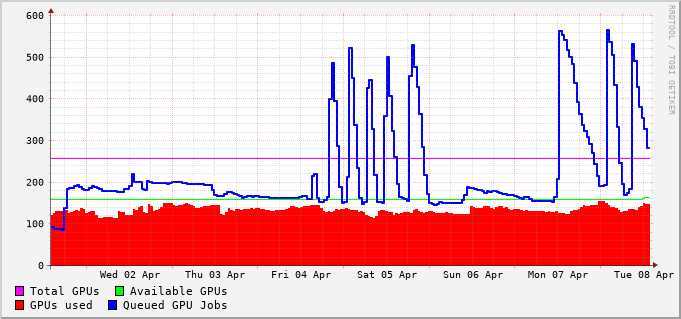 600
500
400
300
200
100
0
Wed 02 Apr Thu 03 Apr Fri 04 Apr Sat 05 Apr Sun 06 Apr Mon 07 Apr Tue 08 Apr
Total GPUs Available GPUs
GPUs used Queued GPU Jobs
RRDTOOL / TOBI OETIKER